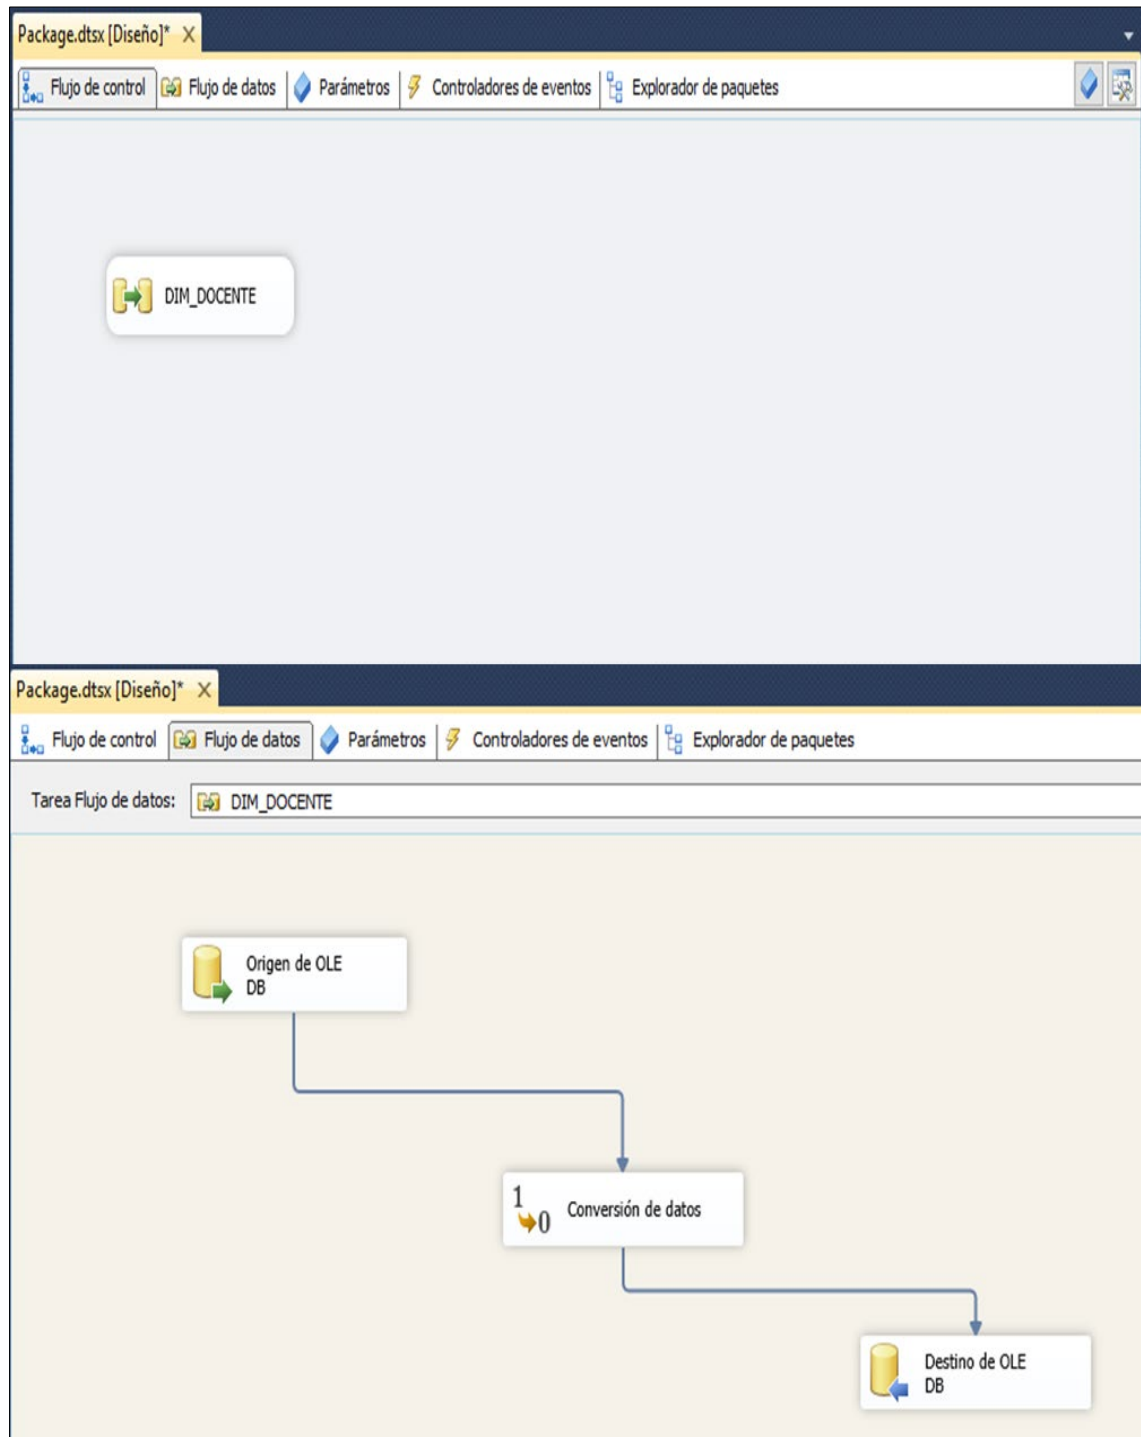 Package.dtsx [Diseño]* X
Flujo de control Flujo de datos Parámetros Controladores de eventos Explorador de paquetes
DIM_DOCENTE
Package.dtsx [Diseño]* X
Flujo de control Flujo de datos Parámetros Controladores de eventos Explorador de paquetes
Tarea Flujo de datos: DIM_DOCENTE
Origen de OLE
DB
1
0 Conversión de datos
Destino de OLE
DB